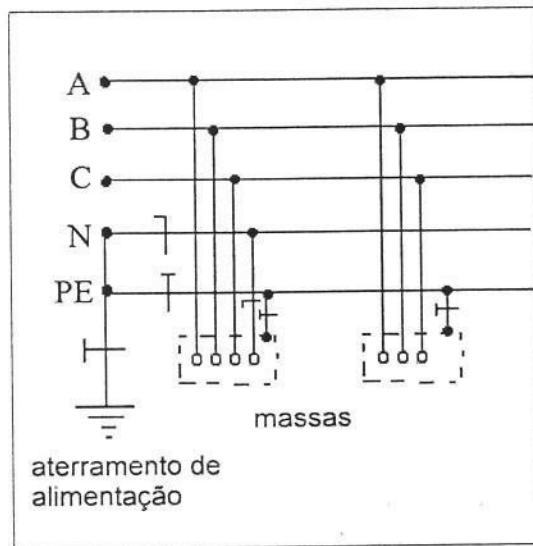 A
B
C
N
PE
massas
aterramento de
alimentação